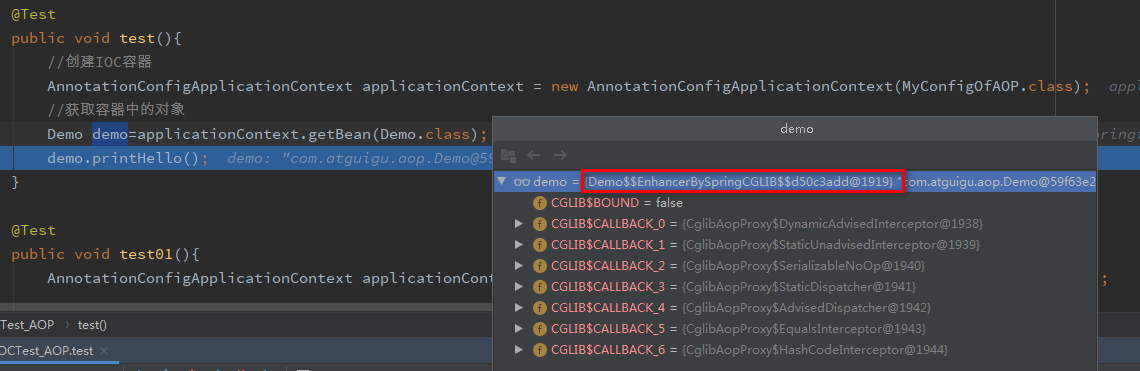 @Test
public void test(){
//创建IOC容器
AnnotationConfigApplicationContext applicationContext = new AnnotationConfigApplicationContext(MyConfigOfAOP.class); appl
//获取容器中的对象
Demo demo=applicationContext.getBean(Demo.class);
demo.printHello(); demo: "com.atguigu.aop.Demo@59
}
@Test
public void test01(){
AnnotationConfigApplicationContext applicationCont
demo
demo = {Demo$$EnhancerBySpringCGLIB$$d50c3add@1919} "com.atguigu.aop.Demo@59f63e2
CGLIB$BOUND = false
CGLIB$CALLBACK_0 = {CglibAopProxy$DynamicAdvisedInterceptor@1938}
CGLIB$CALLBACK_1 = {CglibAopProxy$StaticUnadvisedInterceptor@1939}
CGLIB$CALLBACK_2 = {CglibAopProxy$SerializableNoOp@1940}
CGLIB$CALLBACK_3 = {CglibAopProxy$StaticDispatcher@1941}
CGLIB$CALLBACK_4 = {CglibAopProxy$AdvisedDispatcher@1942}
CGLIB$CALLBACK_5 = {CglibAopProxy$EqualsInterceptor@1943}
CGLIB$CALLBACK_6 = {CglibAopProxy$HashCodeInterceptor@1944}
Test_AOP › test()
OCTest_AOP.test ×